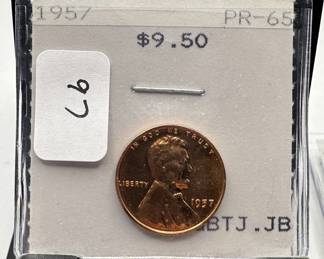 1957 PR-65
$9.50
97
IN GOD WE TRUST
LIBERTY
1957
BTJ.JB